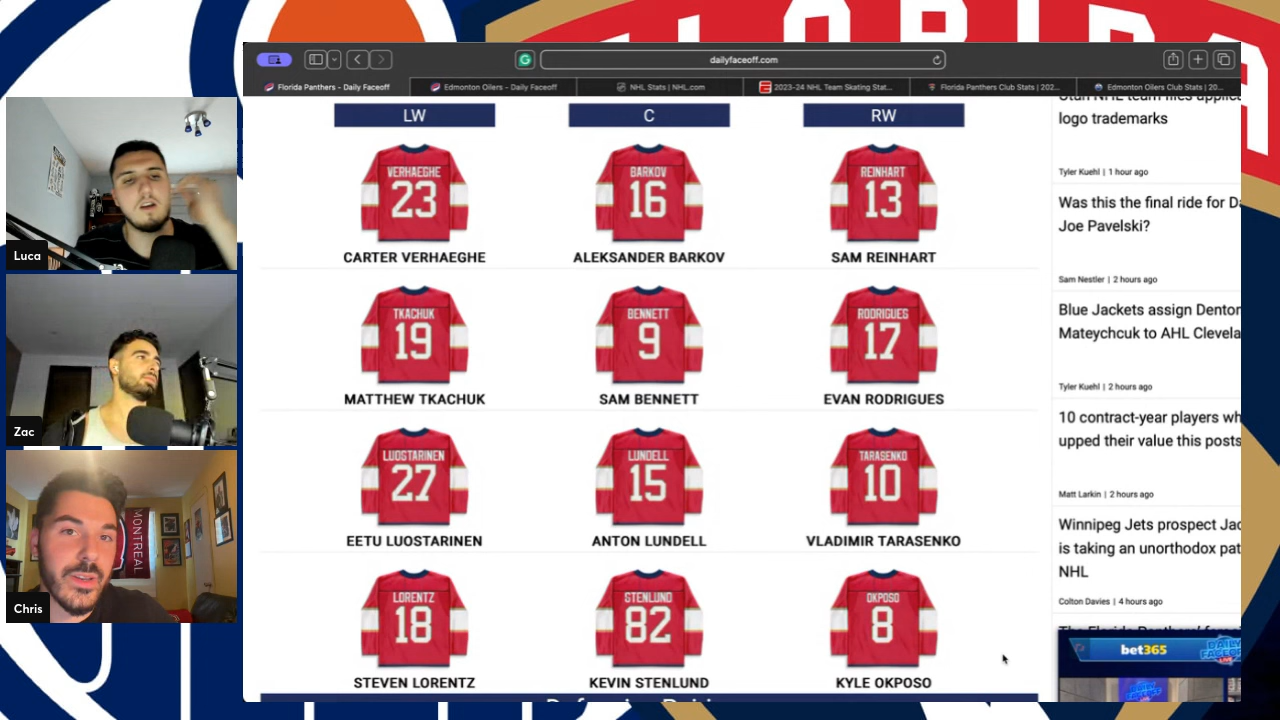 FLORIDA
dailyfaceoff.com
Florida Panthers - Daily Faceoff
Edmonton Oilers - Daily Faceoff
NHL Stats | NHL.com
2023-24 NHL Team Skating Stat...
Florida Panthers Club Stats | 202...
Edmonton Oilers Club Stats | 20...
LW
C
RW
VERHAEGHE
23
BARKOV
16
REINHART
13
CARTER VERHAEGHE
ALEKSANDER BARKOV
SAM REINHART
TKACHUK
19
BENNETT
9
RODRIGUES
17
MATTHEW TKACHUK
SAM BENNETT
EVAN RODRIGUES
LUOSTARINEN
27
LUNDELL
15
TARASENKO
10
EETU LUOSTARINEN
ANTON LUNDELL
VLADIMIR TARASENKO
LORENTZ
18
STENLUND
82
OKPOSO
8
STEVEN LORENTZ
KEVIN STENLUND
KYLE OKPOSO
logo trademarks
Tyler Kuehl | 1 hour ago
Was this the final ride for D
Joe Pavelski?
Sam Nestler | 2 hours ago
Blue Jackets assign Denton
Mateychcuk to AHL Clevela
Tyler Kuehl | 2 hours ago
10 contract-year players wh
upped their value this posts
Matt Larkin | 2 hours ago
Winnipeg Jets prospect Jac
is taking an unorthodox pat
NHL
Colton Davies | 4 hours ago
bet365
DAILY
FACEOFF
LIVE
Luca
Zac
MONTREAL
Chris